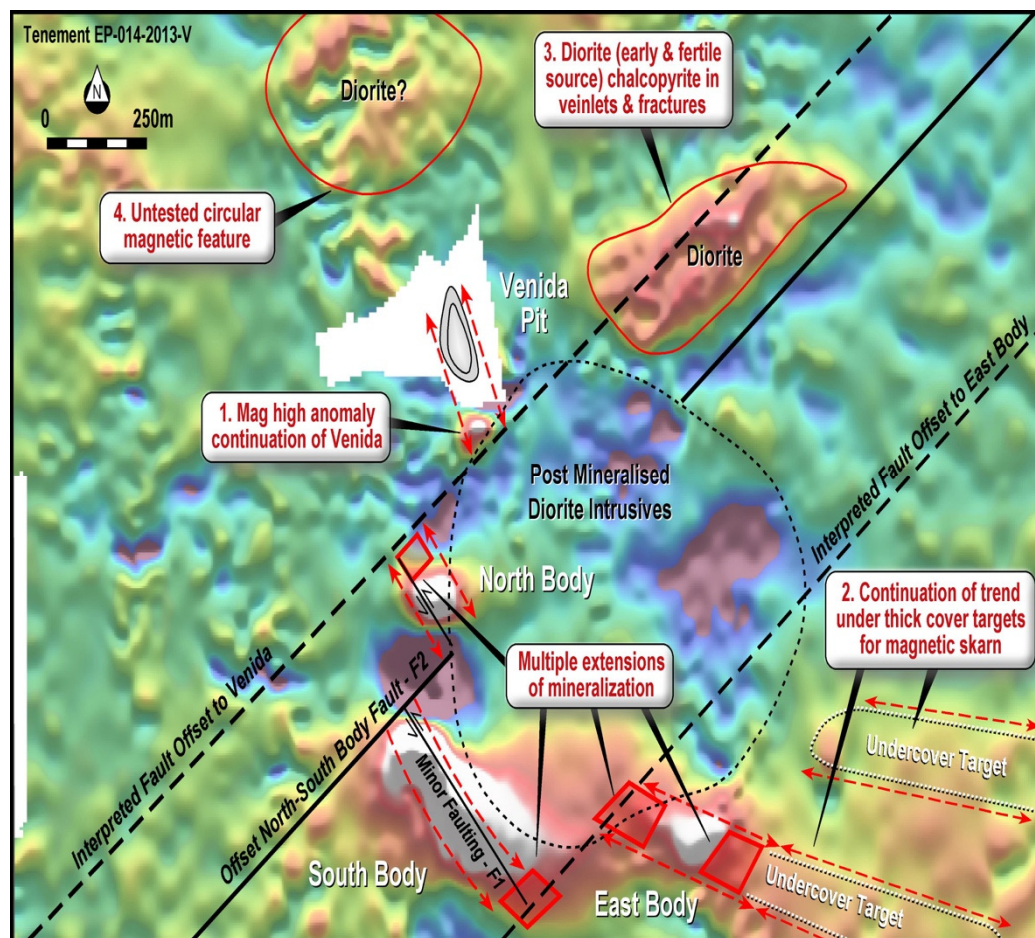 Tenement EP-014-2013-V
N
0 250m
Diorite?
3. Diorite (early & fertile
source) chalcopyrite in
veinlets & fractures
4. Untested circular
magnetic feature
Diorite
Venida
Pit
1. Mag high anomaly
continuation of Venida
Post Mineralised
Diorite Intrusives
Interpreted Fault Offset to East Body
North Body
2. Continuation of trend
under thick cover targets
for magnetic skarn
Multiple extensions
of mineralization
Interpreted Fault Offset to Venida
Offset North-South Body Fault - F2
Minor Faulting - F1
Undercover Target
South Body
East Body
Undercover Target